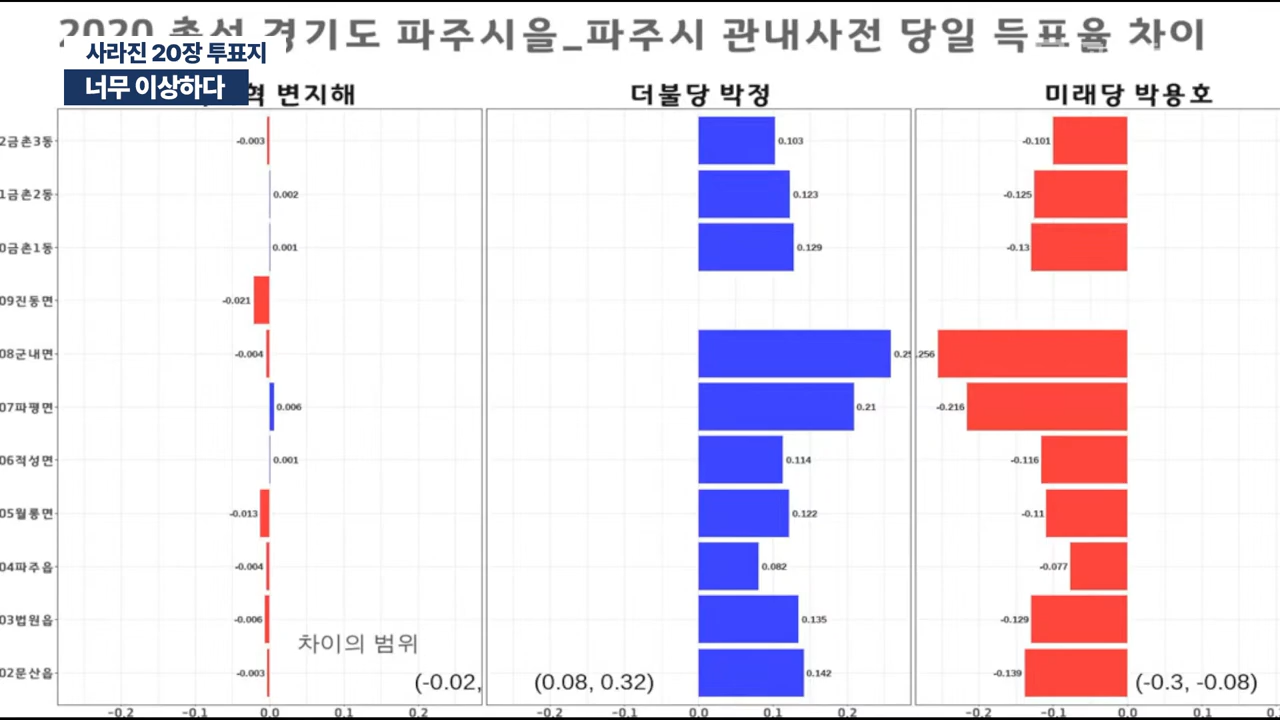 2020 총선 경기도 파주시을_파주시 관내사전 당일 득표율 차이
사라진 20장 투표지
너무 이상하다
혁 변지해
더불당 박정
미래당 박용호
2금촌3동
-0.003
0.103
-0.101
1금촌2동
0.002
0.123
-0.125
0금촌1동
0.001
0.129
-0.13
09진동면
-0.021
08군내면
-0.004
0.25
.256
07파평면
0.006
0.21
-0.216
06적성면
0.001
0.114
-0.116
05월롱면
-0.013
0.122
-0.11
04파주읍
-0.004
0.082
-0.077
03법원읍
-0.006
0.135
-0.129
차이의 범위
02문산읍
-0.003
0.142
-0.139
(-0.02,
(0.08, 0.32)
(-0.3, -0.08)
-0.2 -0.1 0.0 0.1 0.2
-0.2 -0.1 0.0 0.1 0.2
-0.2 -0.1 0.0 0.1